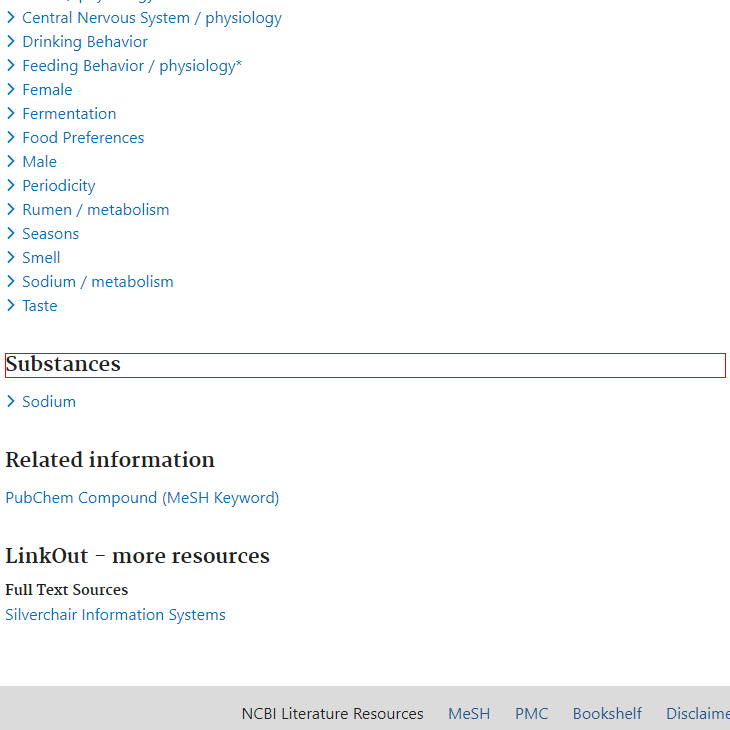 Central Nervous System / physiology
Drinking Behavior
Feeding Behavior / physiology*
Female
Fermentation
Food Preferences
Male
Periodicity
Rumen / metabolism
Seasons
Smell
Sodium / metabolism
Taste
Substances
Sodium
Related information
PubChem Compound (MeSH Keyword)
LinkOut - more resources
Full Text Sources
Silverchair Information Systems
NCBI Literature Resources MeSH PMC Bookshelf Disclaime